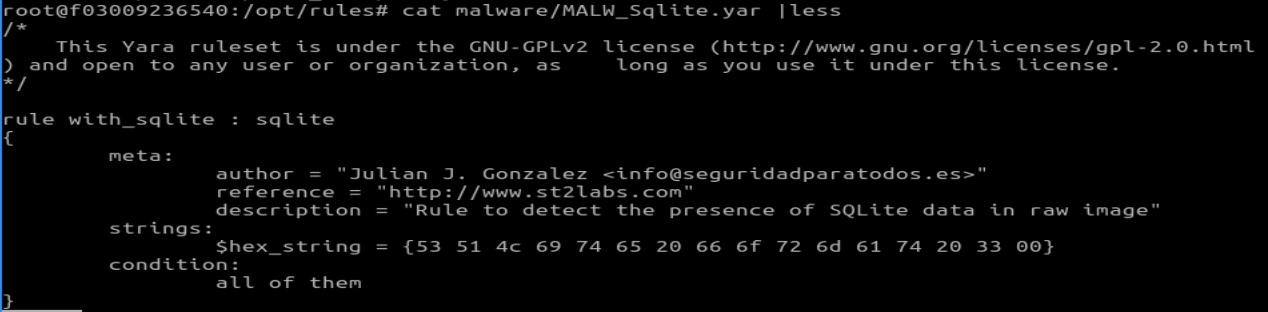 root@f03009236540:/opt/rules# cat malware/MALW_Sqlite.yar |less
/*
    This Yara ruleset is under the GNU-GPLv2 license (http://www.gnu.org/licenses/gpl-2.0.html
) and open to any user or organization, as    long as you use it under this license.
*/
rule with_sqlite : sqlite
{
        meta:
                author = "Julian J. Gonzalez <info@seguridadparatodos.es>"
                reference = "http://www.st2labs.com"
                description = "Rule to detect the presence of SQLite data in raw image"
        strings:
                $hex_string = {53 51 4c 69 74 65 20 66 6f 72 6d 61 74 20 33 00}
        condition:
                all of them
}